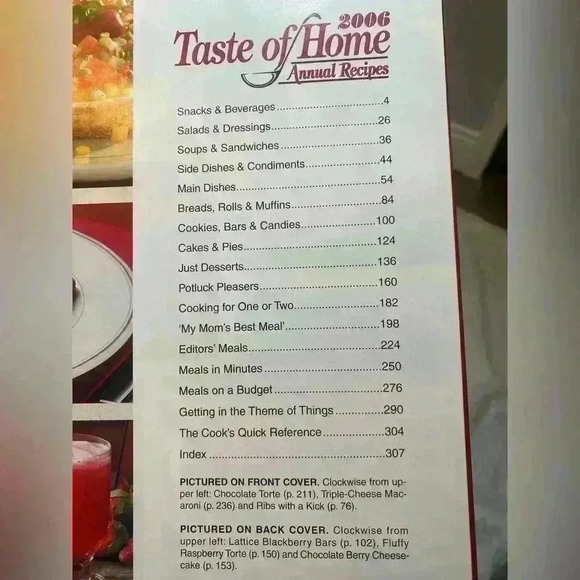 2006
Taste of Home
Annual Recipes
Snacks & Beverages................................4
Salads & Dressings................................26
Soups & Sandwiches..............................36
Side Dishes & Condiments......................44
Main Dishes...........................................54
Breads, Rolls & Muffins...........................84
Cookies, Bars & Candies.......................100
Cakes & Pies........................................124
Just Desserts........................................136
Potluck Pleasers...................................160
Cooking for One or Two.........................182
'My Mom's Best Meal'............................198
Editors' Meals.......................................224
Meals in Minutes...................................250
Meals on a Budget................................276
Getting in the Theme of Things..............290
The Cook's Quick Reference..................304
Index ...................................................307
PICTURED ON FRONT COVER. Clockwise from up-
per left: Chocolate Torte (p. 211), Triple-Cheese Mac-
aroni (p. 236) and Ribs with a Kick (p. 76).
PICTURED ON BACK COVER. Clockwise from
upper left: Lattice Blackberry Bars (p. 102), Fluffy
Raspberry Torte (p. 150) and Chocolate Berry Cheese-
cake (p. 153).